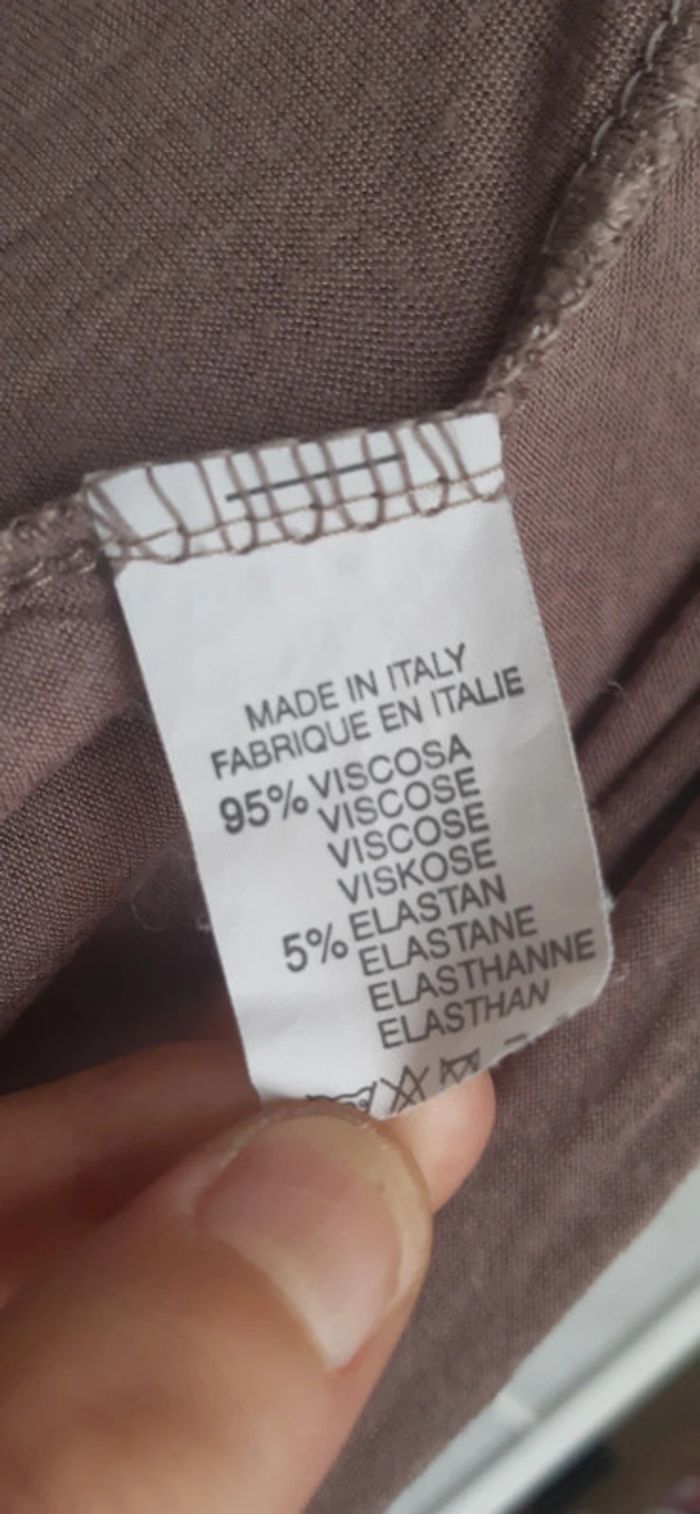 MADE IN ITALY
FABRIQUE EN ITALIE
95% VISCOSA
VISCOSE
VISCOSE
VISKOSE
5% ELASTAN
ELASTANE
ELASTHANNE
ELASTHAN